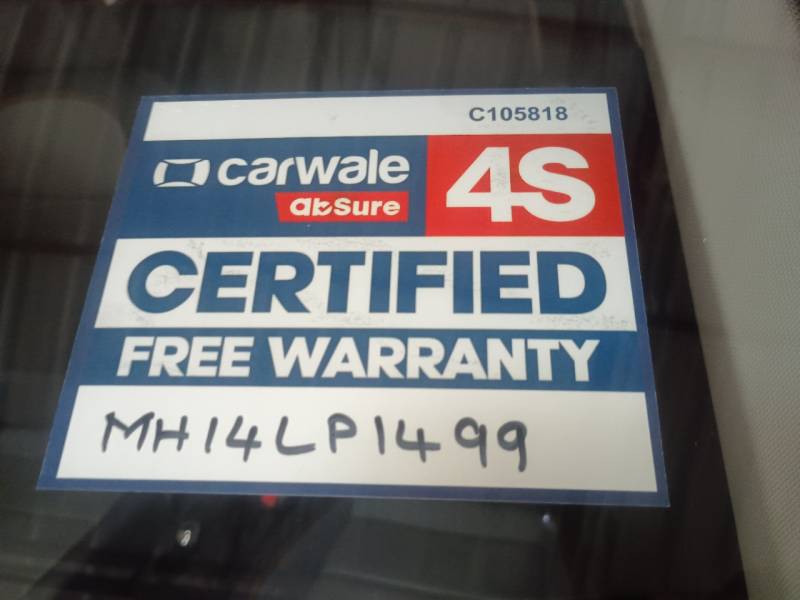 C105818
carwale 4S
abSure
CERTIFIED
FREE WARRANTY
MH14LP1499